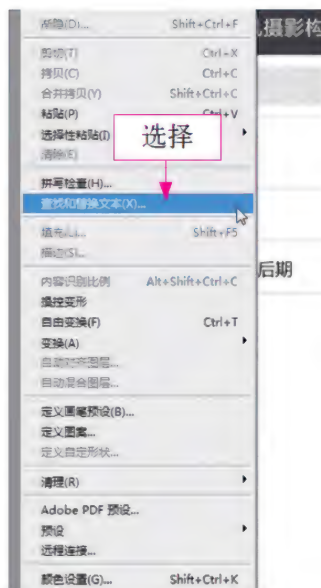 渐隐(D)... Shift+Ctrl+F
剪切(T) Ctrl+X
拷贝(C) Ctrl+C
合并拷贝(Y) Shift+Ctrl+C
粘贴(P) Ctrl+V
选择性粘贴(I)
清除(E)
选择
拼写检查(H)...
查找和替换文本(X)...
填充(L)... Shift+F5
描边(S)...
内容识别比例 Alt+Shift+Ctrl+C
操控变形
自由变换(F) Ctrl+T
变换(A)
自动对齐图层...
自动混合图层...
定义画笔预设(B)...
定义图案...
定义自定形状...
清理(R)
Adobe PDF 预设...
预设
远程连接...
颜色设置(G)... Shift+Ctrl+K
摄影构
后期